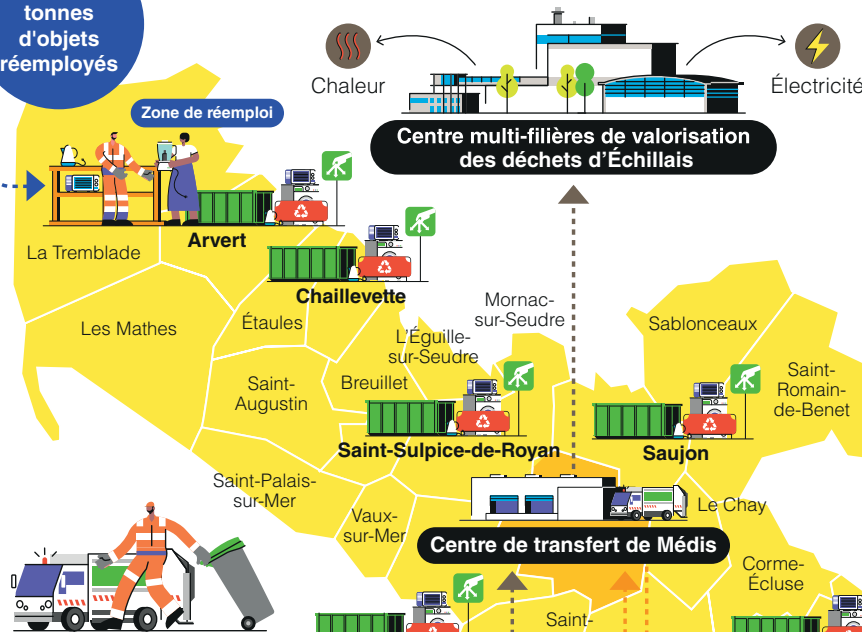 tonnes
d'objets
réemployés
Chaleur
Électricité
Zone de réemploi
Centre multi-filières de valorisation
des déchets d'Échillais
La Tremblade
Arvert
Chaillevette
Les Mathes
Étaules
Mornac-
sur-Seudre
L'Éguille-
sur-Seudre
Sablonceaux
Saint-
Augustin
Breuillet
Saint-
Romain-
de-Benet
Saint-Sulpice-de-Royan
Saujon
Saint-Palais-
sur-Mer
Vaux-
sur-Mer
Le Chay
Centre de transfert de Médis
Corme-
Écluse
Saint-